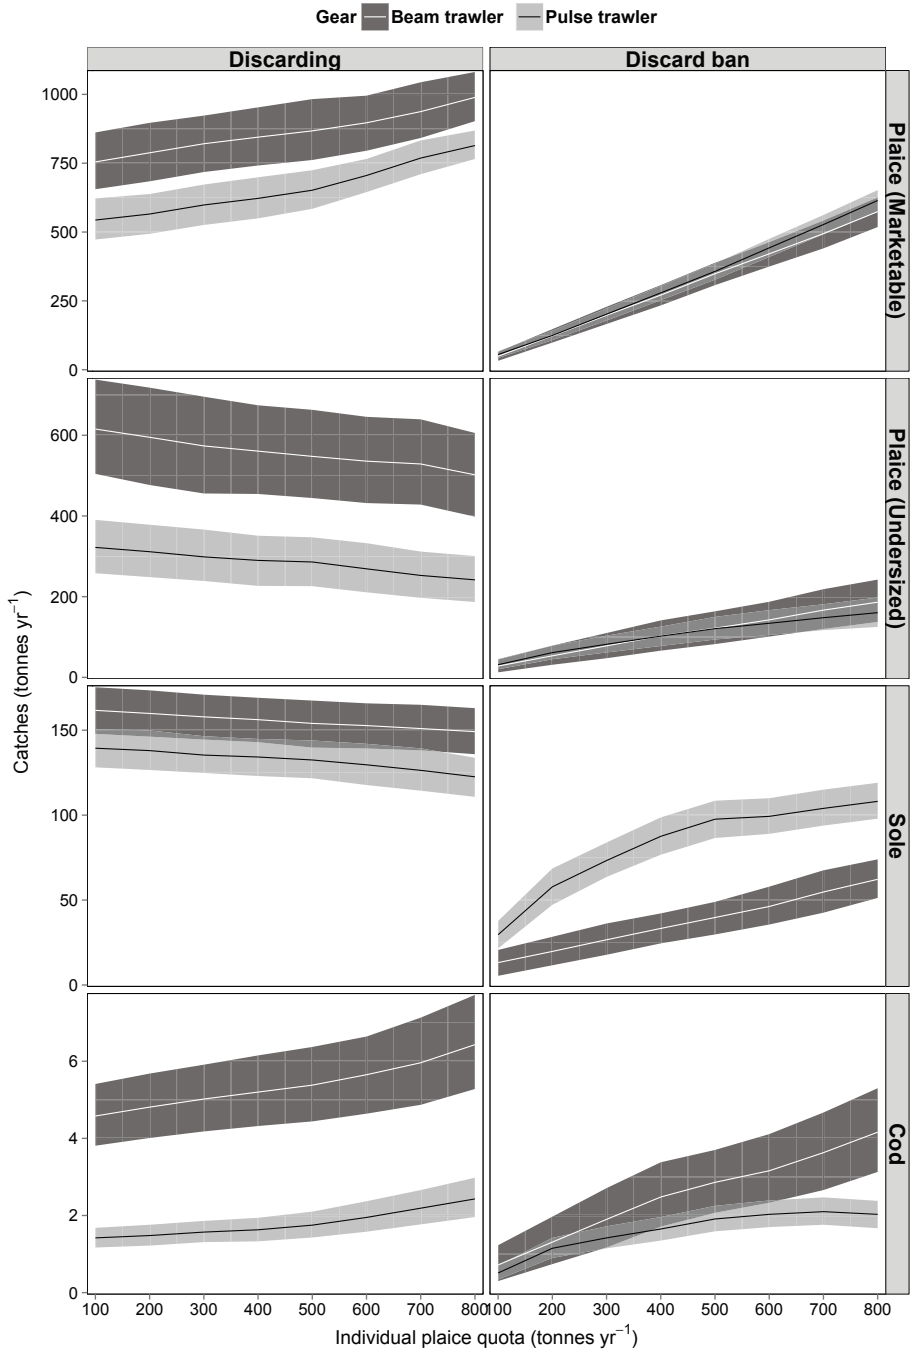 Gear Beam trawler Pulse trawler
Discarding Discard ban
1000
750
500
250
0
Plaice (Marketable)
600
400
200
0
Plaice (Undersized)
150
100
50
0
Sole
6
4
2
0
Cod
Catches (tonnes yr⁻¹)
100 200 300 400 500 600 700 800 100 200 300 400 500 600 700 800
Individual plaice quota (tonnes yr⁻¹)